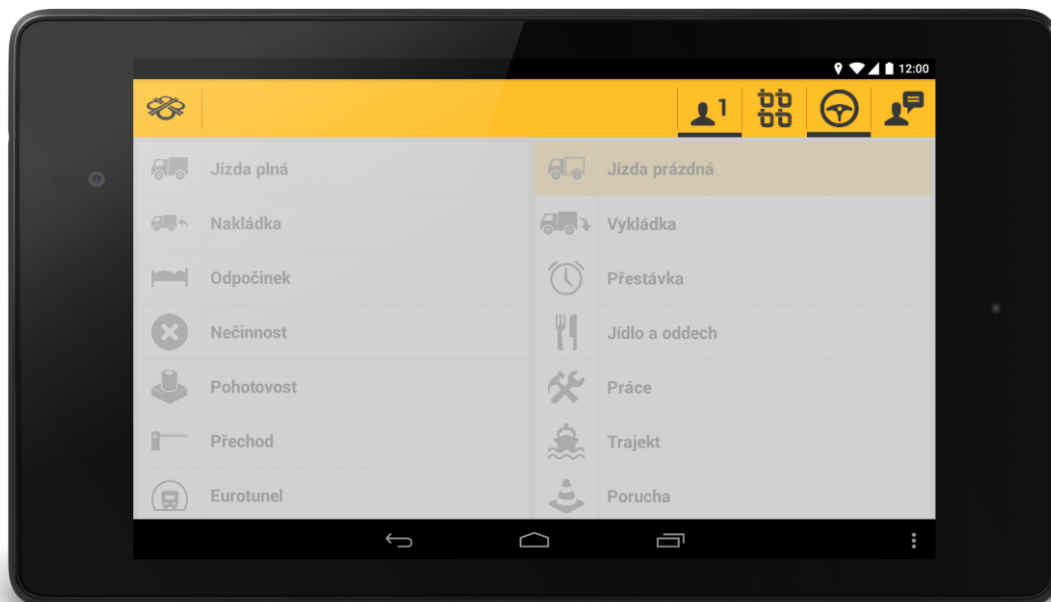 12:00
1
Jízda plná
Jízda prázdná
Nakládka
Vykládka
Odpočinek
Přestávka
Nečinnost
Jídlo a oddech
Pohotovost
Práce
Přechod
Trajekt
Eurotunel
Porucha